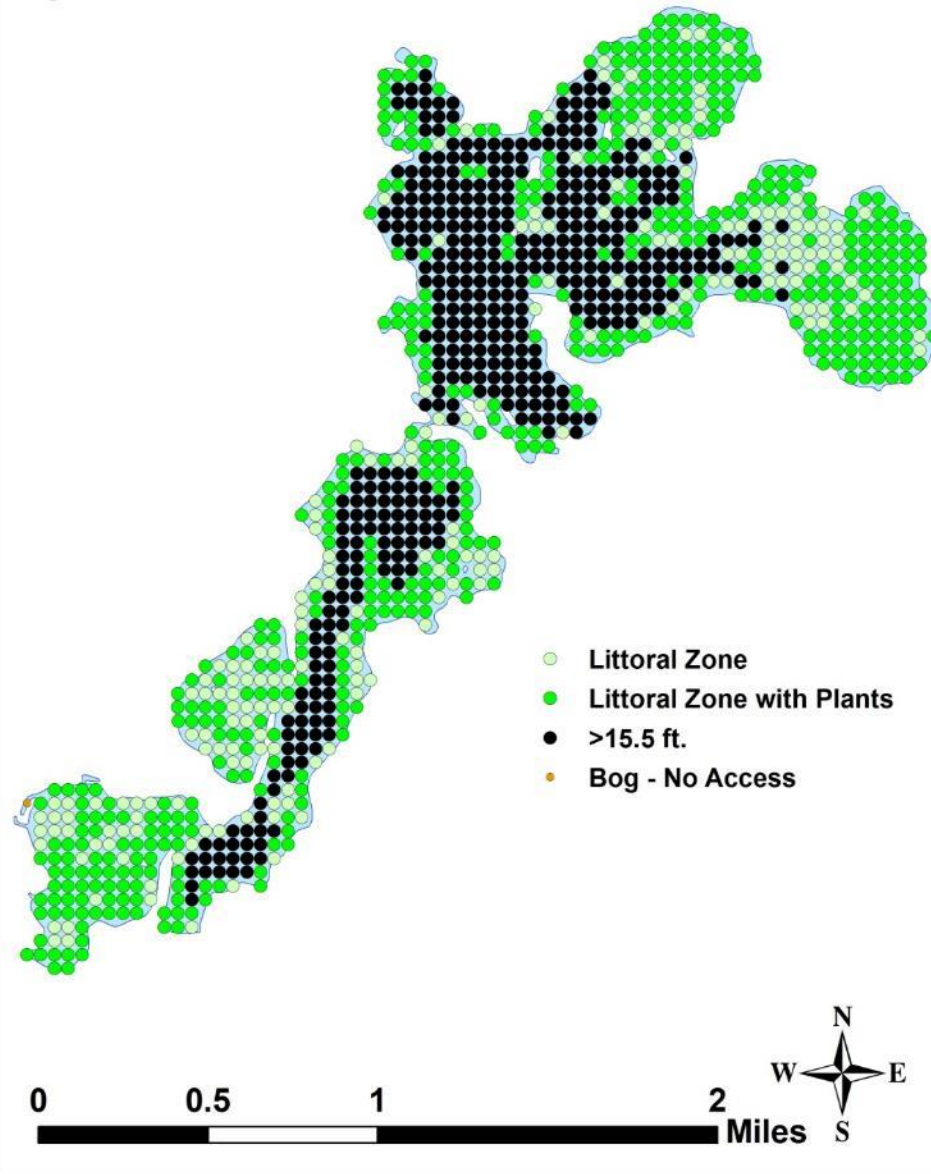 Littoral Zone
Littoral Zone with Plants
>15.5 ft.
Bog - No Access
N
W E
S
0 0.5 1 2
Miles